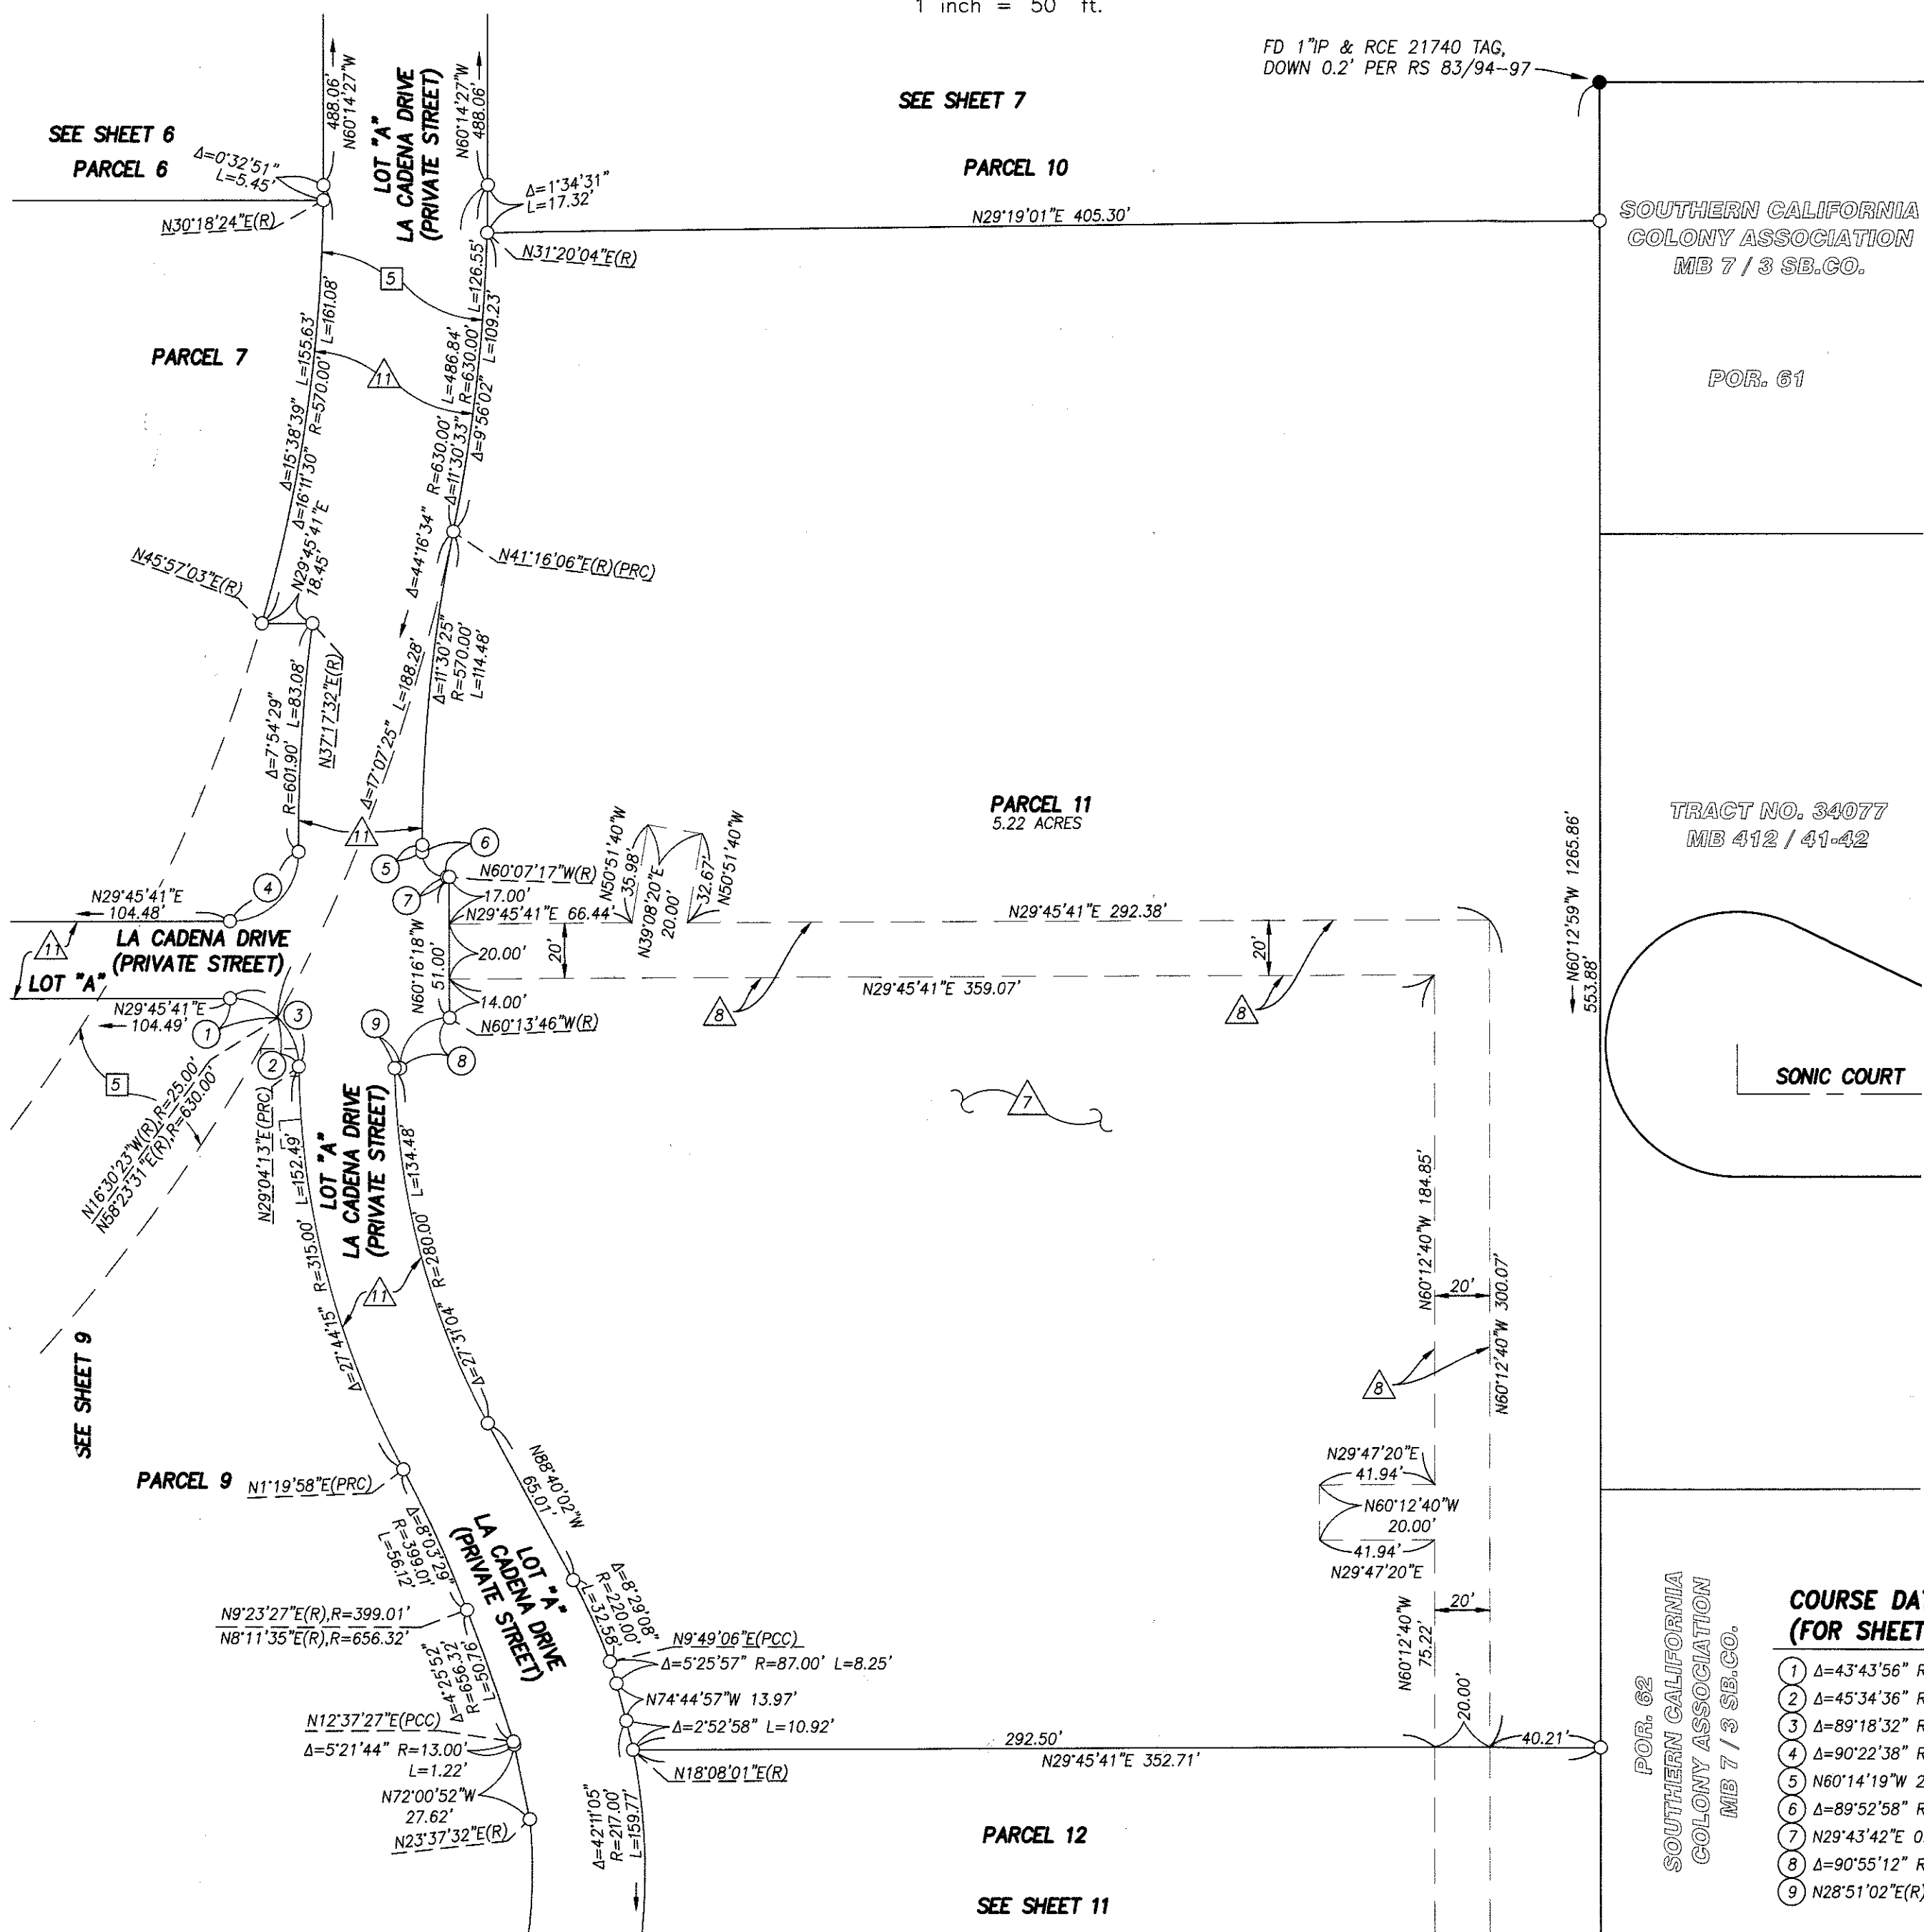 1 inch = 50 ft.
FD 1"IP & RCE 21740 TAG,
DOWN 0.2' PER RS 83/94-97
SEE SHEET 7
SEE SHEET 6
PARCEL 6
Δ=0°32'51"
L=5.45'
488.06'
N60°14'27"W
LOT "A"
LA CADENA DRIVE
(PRIVATE STREET)
N60°14'27"W
488.06'
Δ=1°34'31"
L=17.32'
PARCEL 10
N29°19'01"E 405.30'
SOUTHERN CALIFORNIA
COLONY ASSOCIATION
MB 7 / 3 SB.CO.
POR. 61
N30°18'24"E(R)
N31°20'04"E(R)
5
PARCEL 7
Δ=15°38'39" L=155.63'
Δ=16°11'30" R=570.00' L=161.08'
11
L=486.84'
Δ=11°30'33" R=630.00' L=126.55'
Δ=9°56'02" L=109.23'
Δ=44°16'34" R=630.00'
N45°57'03"E(R)
N29°45'41"E
18.45'
N41°16'06"E(R)(PRC)
Δ=7°54'29"
R=601.90' L=83.08'
N37°17'32"E(R)
Δ=17°07'25" L=188.28'
Δ=11°30'25"
R=570.00'
L=114.48'
PARCEL 11
5.22 ACRES
TRACT NO. 34077
MB 412 / 41-42
N60°12'59"W 1265.86'
553.88'
11
5
6
7
4
N60°07'17"W(R)
17.00'
N29°45'41"E 66.44'
N50°51'40"W
35.98'
N39°08'20"E
20.00'
32.67'
N50°51'40"W
N29°45'41"E 292.38'
N29°45'41"E
104.48'
11
LA CADENA DRIVE
(PRIVATE STREET)
LOT "A"
N29°45'41"E
104.49'
N60°16'18"W
51.00'
20.00'
20'
20'
N29°45'41"E 359.07'
14.00'
N60°13'46"W(R)
8
8
1
3
2
9
8
5
7
SONIC COURT
N16°30'23"W(R),R=25.00'
N58°23'31"E(R),R=630.00'
N29°04'13"E(PRC)
LOT "A"
LA CADENA DRIVE
(PRIVATE STREET)
Δ=27°44'15" R=315.00' L=152.49'
Δ=27°31'04" R=280.00' L=134.48'
11
N60°12'40"W 184.85'
20'
N60°12'40"W 300.07'
8
SEE SHEET 9
PARCEL 9
N1°19'58"E(PRC)
N88°40'02"W
65.01'
N29°47'20"E
41.94'
N60°12'40"W
20.00'
41.94'
N29°47'20"E
Δ=8°03'29"
R=399.01'
L=56.12'
LOT "A"
LA CADENA DRIVE
(PRIVATE STREET)
Δ=8°29'08"
R=220.00'
L=32.58'
N9°23'27"E(R),R=399.01'
N8°11'35"E(R),R=656.32'
N9°49'06"E(PCC)
Δ=5°25'57" R=87.00' L=8.25'
Δ=4°25'52"
R=656.32
L=50.76
N74°44'57"W 13.97'
Δ=2°52'58" L=10.92'
N12°37'27"E(PCC)
Δ=5°21'44" R=13.00'
L=1.22'
N72°00'52"W
27.62'
N23°37'32"E(R)
N18°08'01"E(R)
292.50'
N29°45'41"E 352.71'
N60°12'40"W
75.22'
20'
20.00'
40.21'
Δ=42°11'05"
R=217.00'
L=159.77'
PARCEL 12
SEE SHEET 11
POR. 62
SOUTHERN CALIFORNIA
COLONY ASSOCIATION
MB 7 / 3 SB.CO.
COURSE DA
(FOR SHEET
1 Δ=43°43'56" R
2 Δ=45°34'36" R
3 Δ=89°18'32" R
4 Δ=90°22'38" R
5 N60°14'19"W 2
6 Δ=89°52'58" R
7 N29°43'42"E 0
8 Δ=90°55'12" R
9 N28°51'02"E(R)